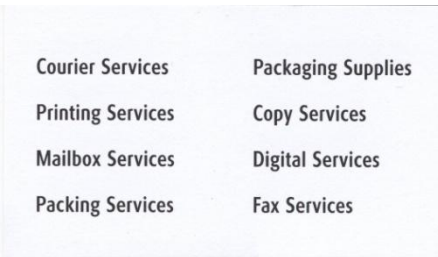 Courier Services
Printing Services
Mailbox Services
Packing Services
Packaging Supplies
Copy Services
Digital Services
Fax Services